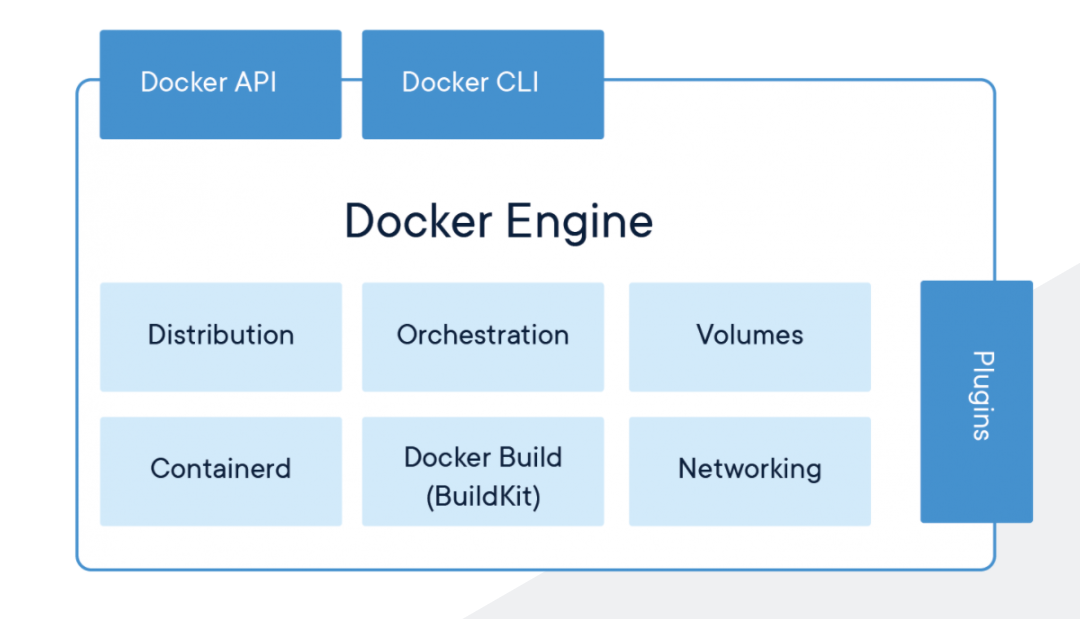 Docker API
Docker CLI
Docker Engine
Distribution
Orchestration
Volumes
Containerd
Docker Build
(BuildKit)
Networking
Plugins